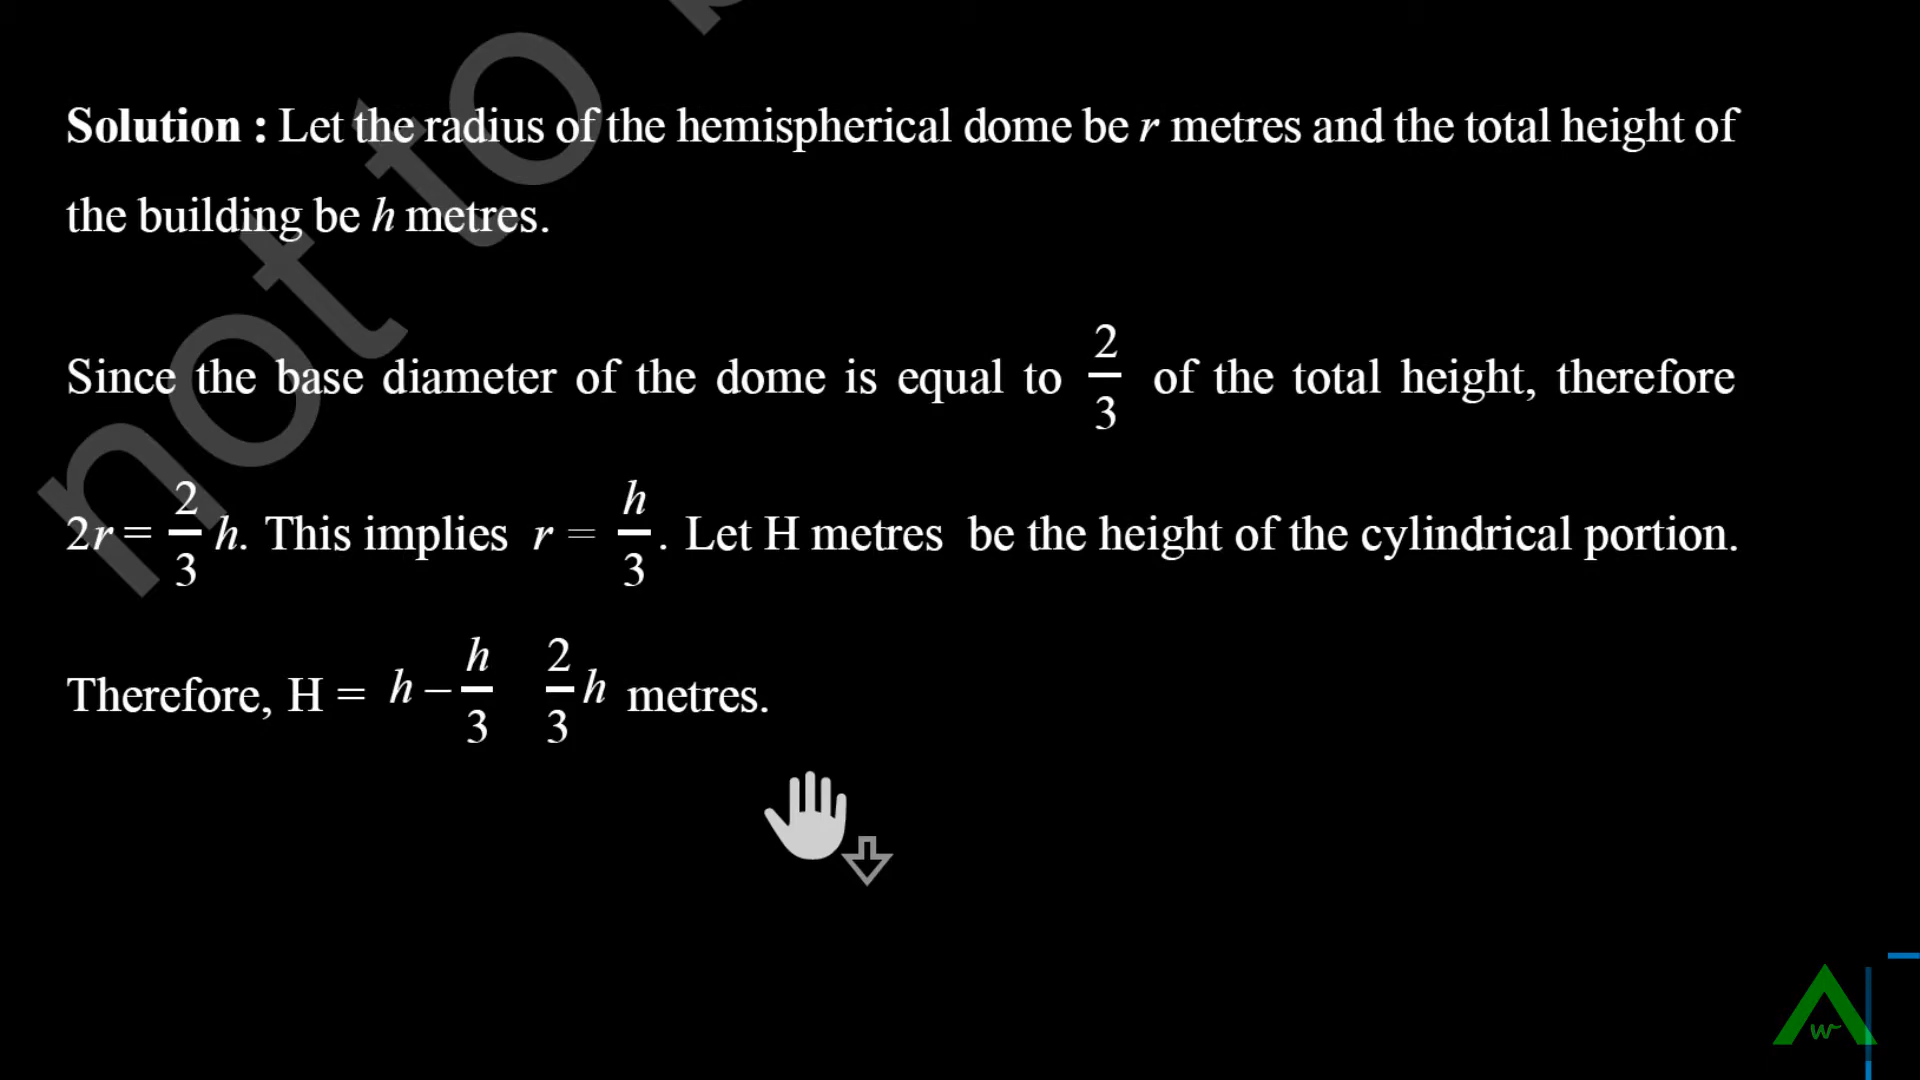 Solution : Let the radius of the hemispherical dome be r metres and the total height of
the building be h metres.
Since the base diameter of the dome is equal to 2/3 of the total height, therefore
2r = 2/3 h. This implies r = h/3. Let H metres be the height of the cylindrical portion.
Therefore, H = h – h/3 2/3 h metres.
not to
w